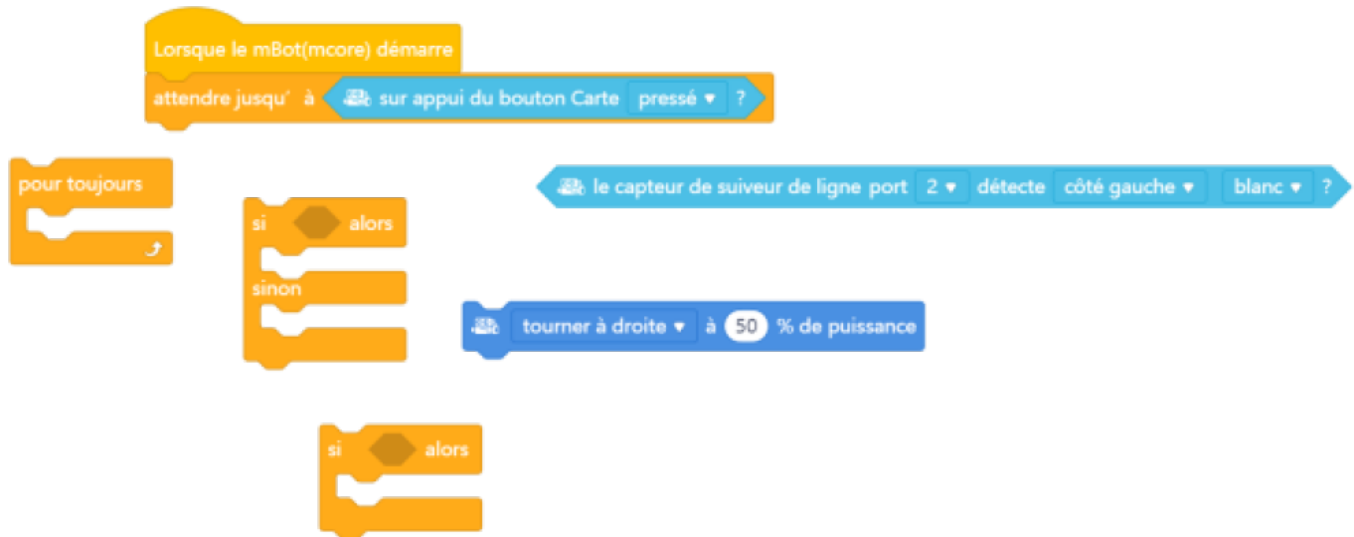 Lorsque le mBot(mcore) démarre
attendre jusqu' à sur appui du bouton Carte pressé ?
pour toujours
le capteur de suiveur de ligne port 2 détecte côté gauche blanc ?
si alors
sinon
tourner à droite à 50 % de puissance
si alors